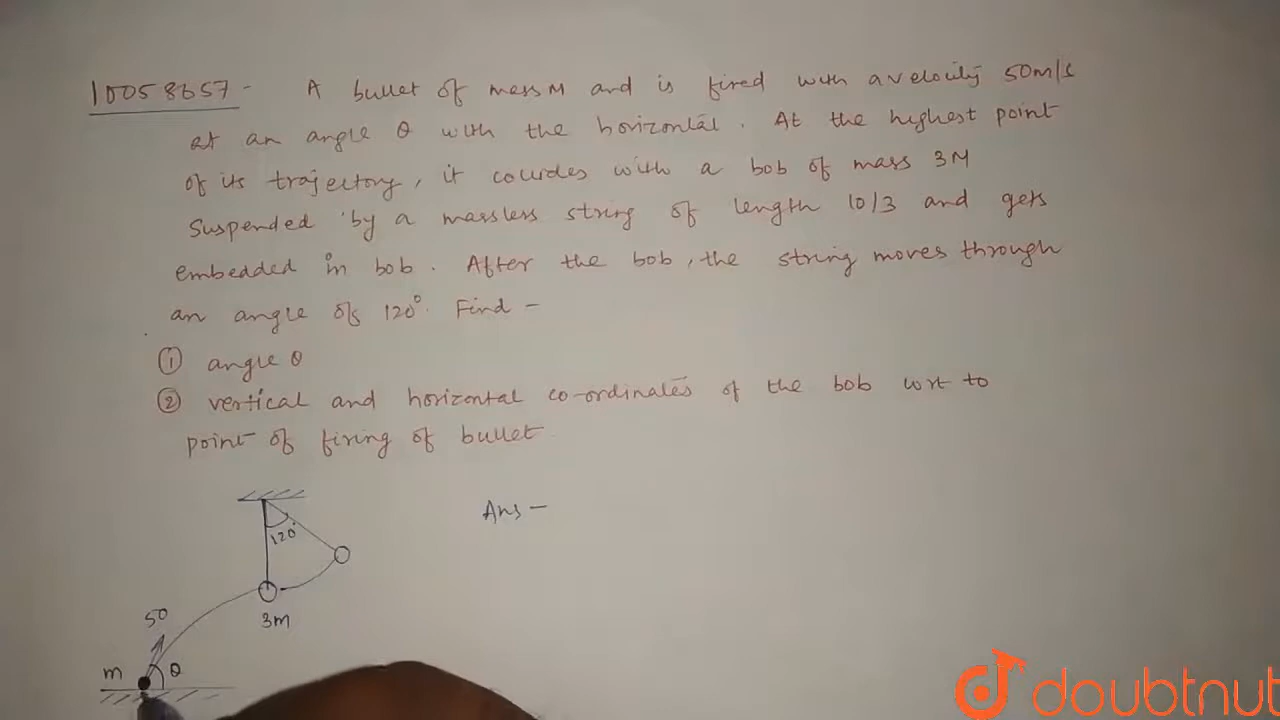 10058657 - A bullet of mass M and is fired with a velocity 50m/s
at an angle θ with the horizontal. At the highest point
of its trajectory, it collides with a bob of mass 3M
suspended by a massless string of length 10/3 and gets
embedded in bob. After the bob, the string moves through
an angle of 120°. Find -
① angle θ
② vertical and horizontal co-ordinates of the bob wrt to
point of firing of bullet
Ans -
120°
50
3m
m
θ
doubtnut